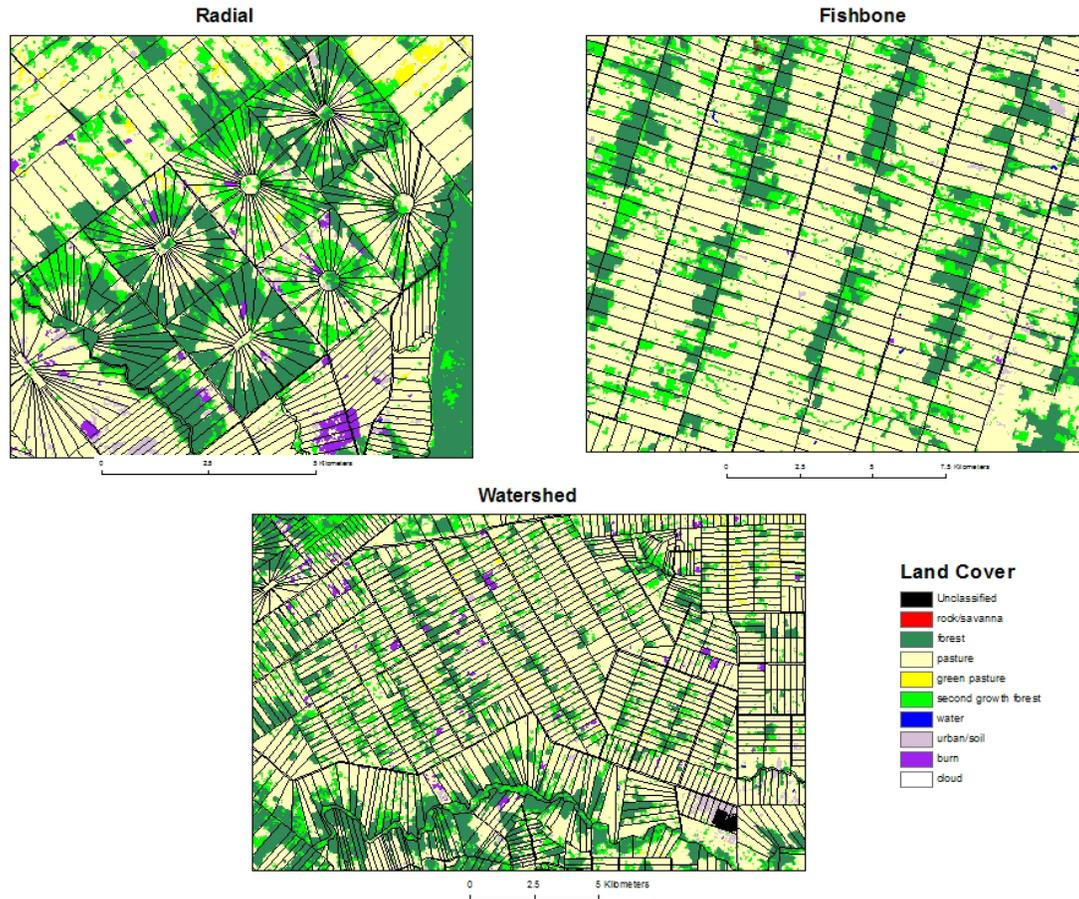 Radial
Fishbone
0 2.5 5 Kilometers
0 2.5 5 7.5 Kilometers
Watershed
Land Cover
Unclassified
rock/savanna
forest
pasture
green pasture
second growth forest
water
urban/soil
burn
cloud
0 2.5 5 Kilometers